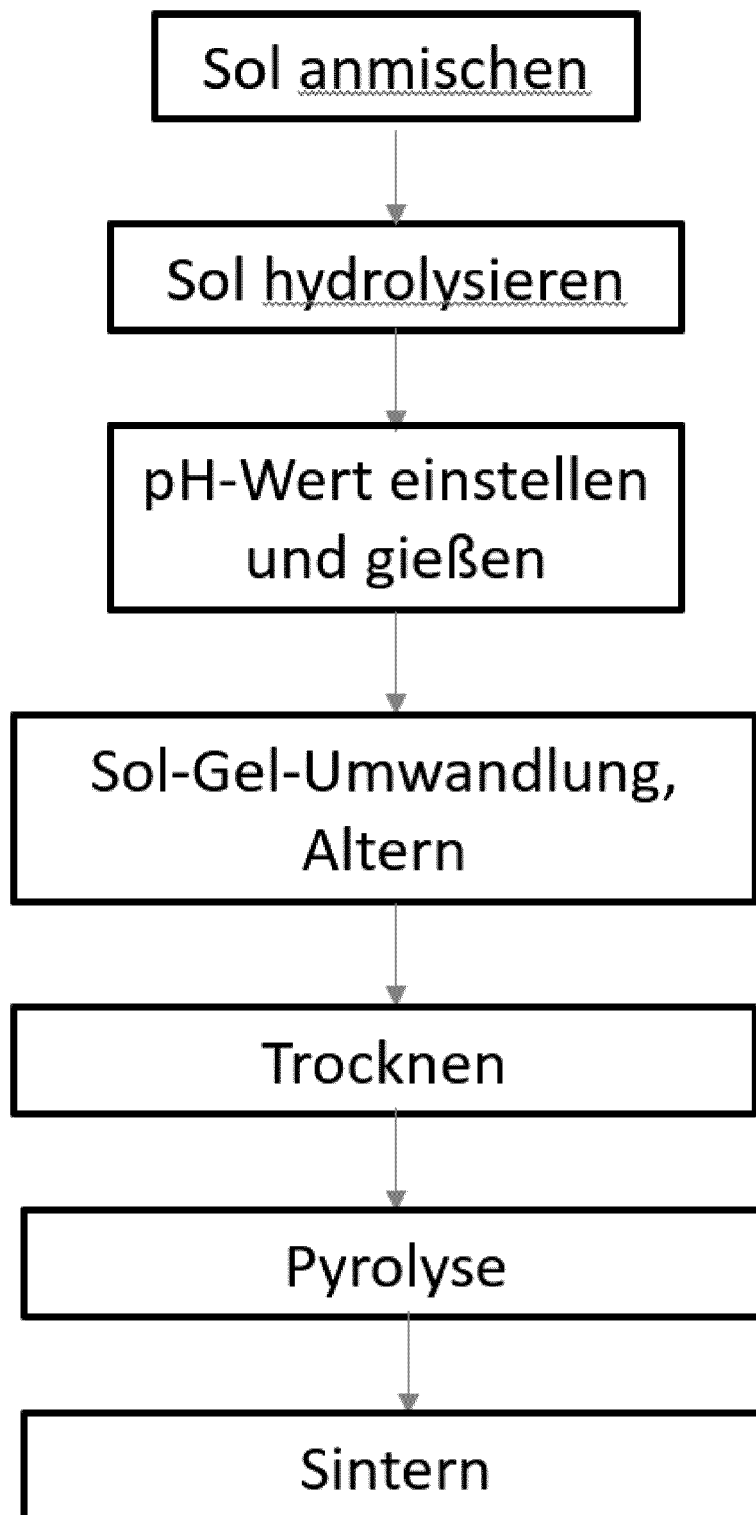 Sol anmischen
Sol hydrolysieren
pH-Wert einstellen
und gießen
Sol-Gel-Umwandlung,
Altern
Trocknen
Pyrolyse
Sintern